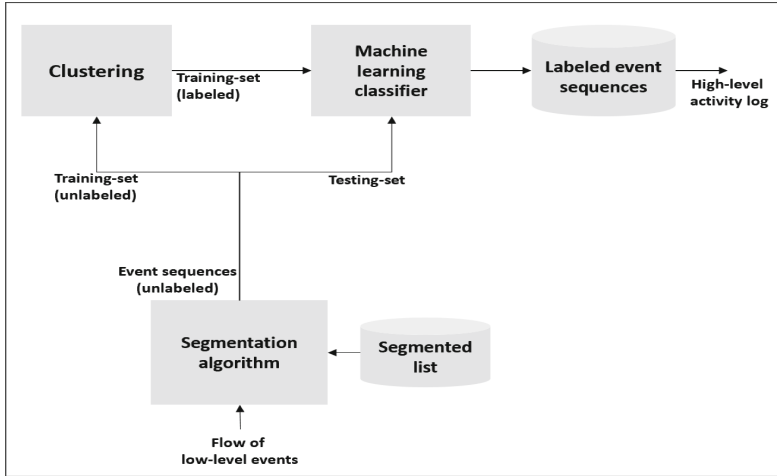 Clustering
Training-set
(labeled)
Machine
learning
classifier
Labeled event
sequences
High-level
activity log
Training-set
(unlabeled)
Testing-set
Event sequences
(unlabeled)
Segmentation
algorithm
Segmented
list
Flow of
low-level events